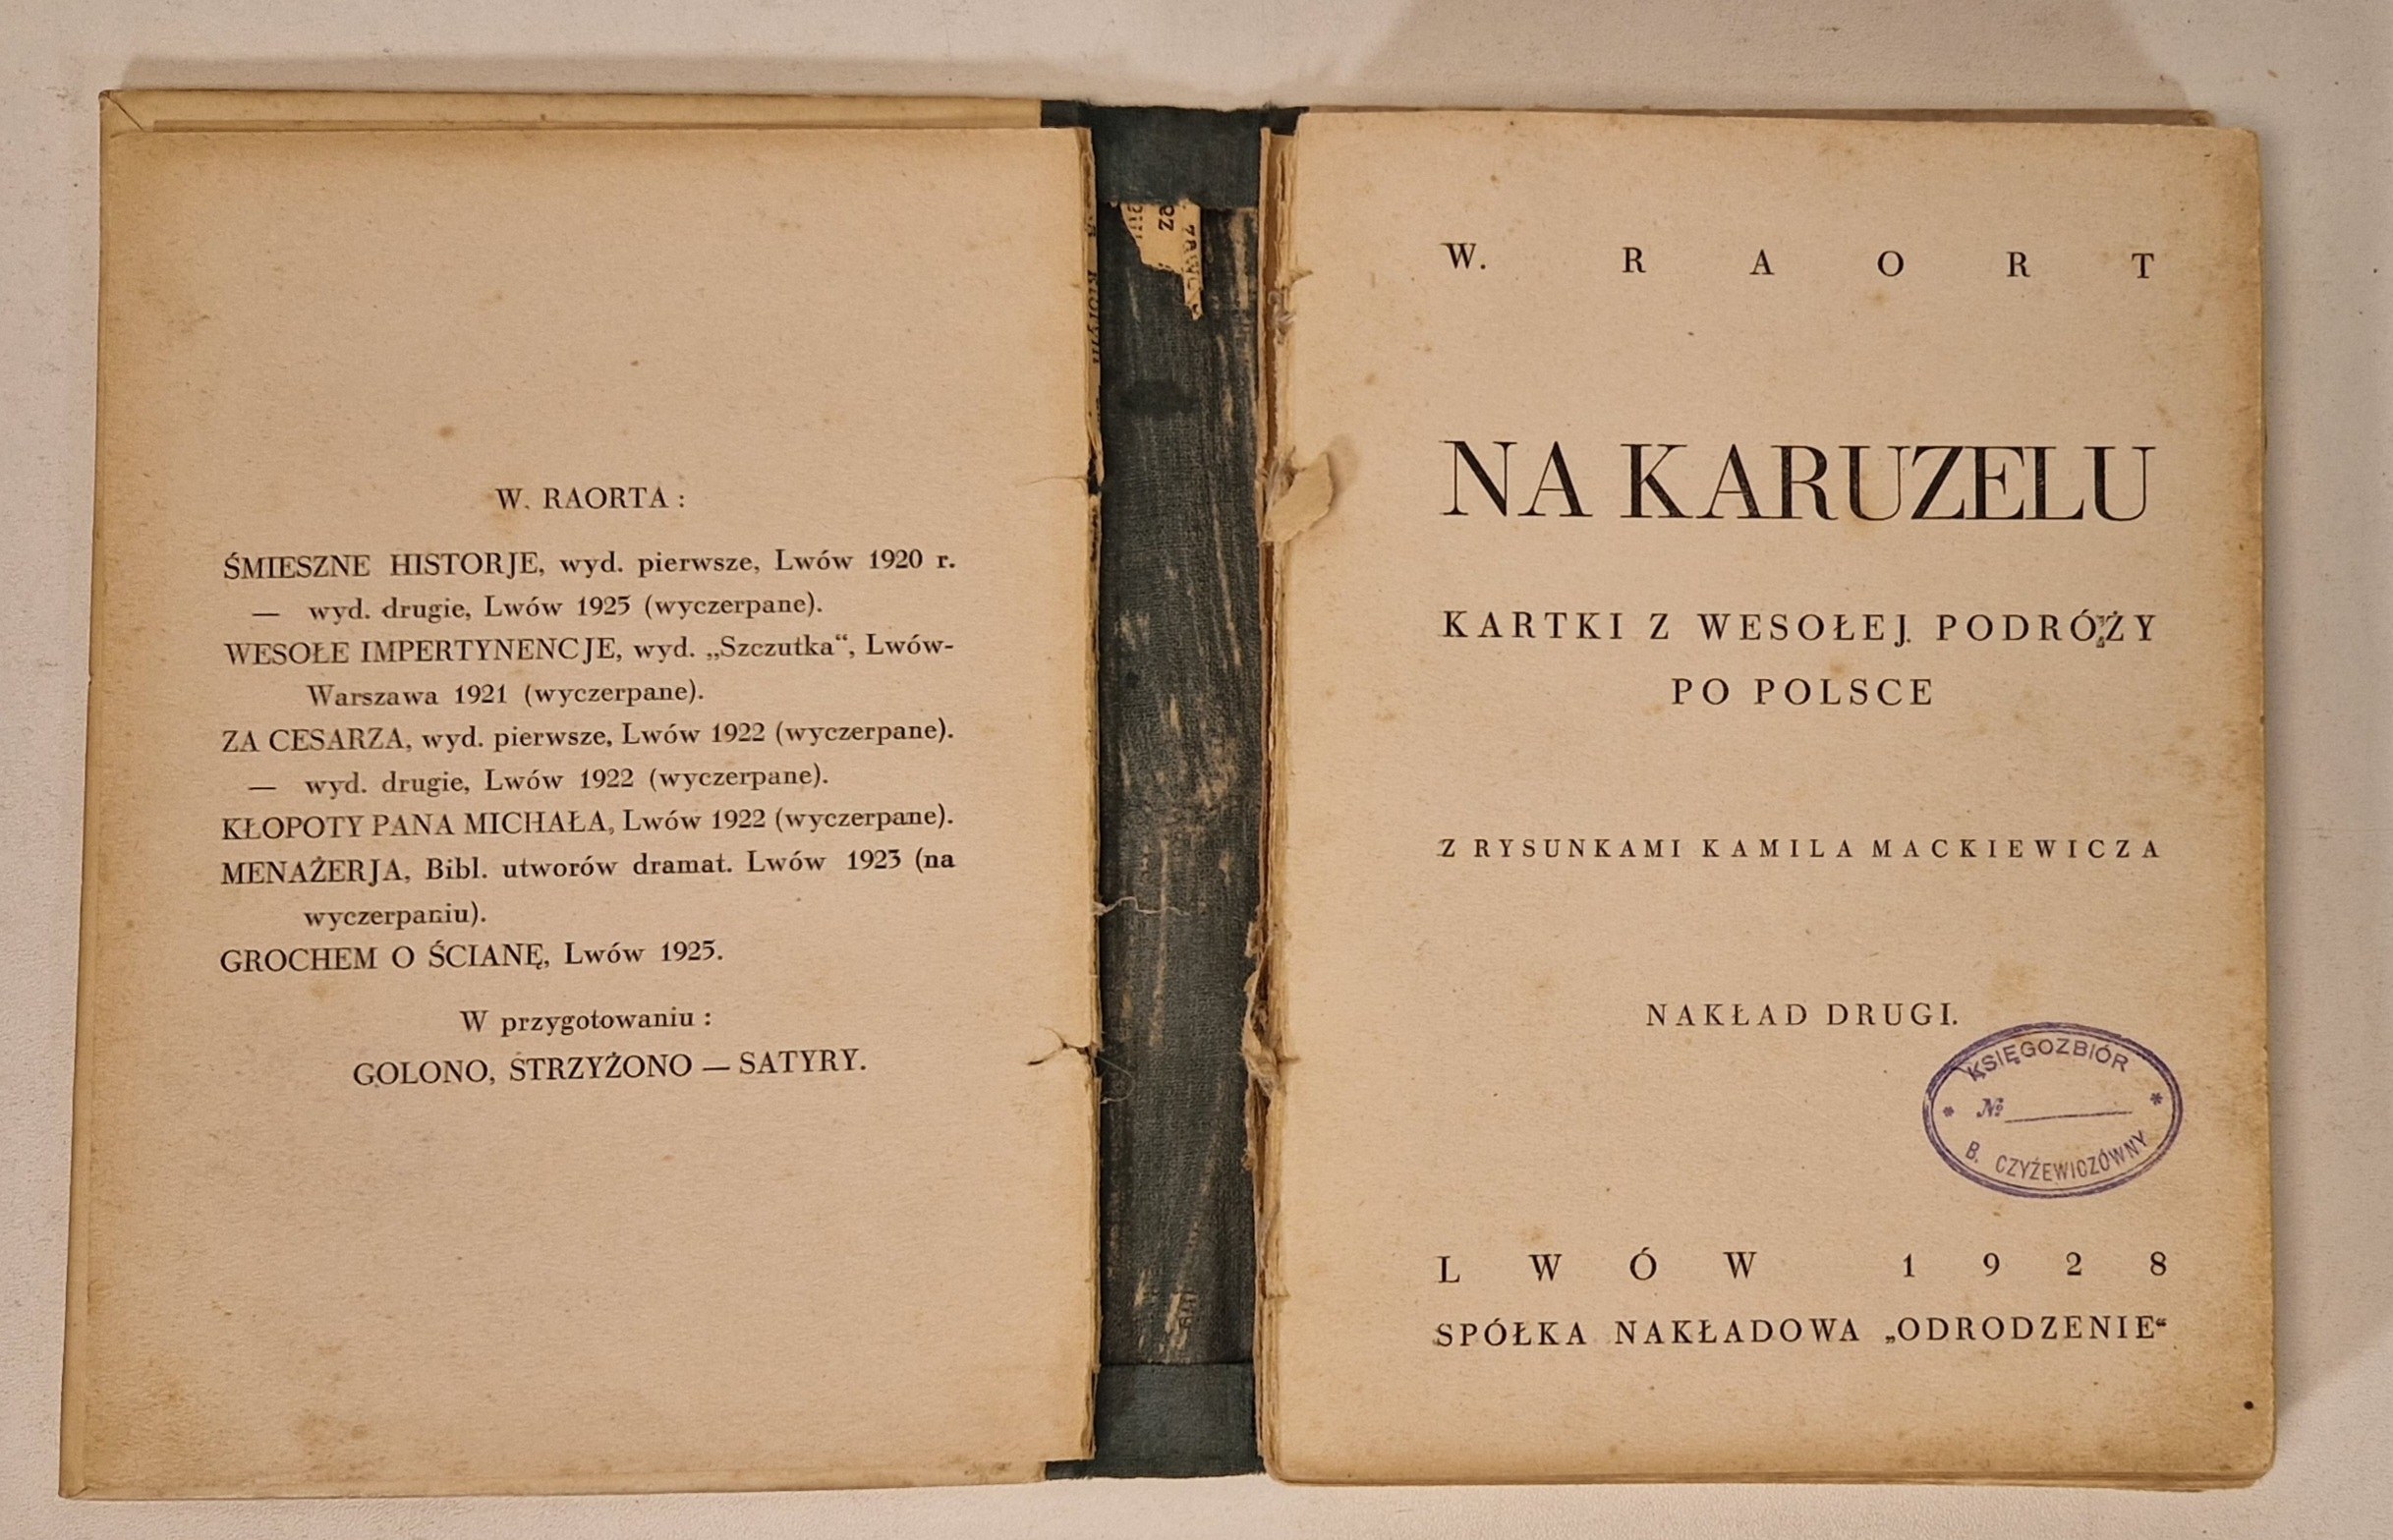 W. RAORTA :
ŚMIESZNE HISTORJE, wyd. pierwsze, Lwów 1920 r.
— wyd. drugie, Lwów 1925 (wyczerpane).
WESOŁE IMPERTYNENCJE, wyd. „Szczutka“, Lwów-
Warszawa 1921 (wyczerpane).
ZA CESARZA, wyd. pierwsze, Lwów 1922 (wyczerpane).
— wyd. drugie, Lwów 1922 (wyczerpane).
KŁOPOTY PANA MICHAŁA, Lwów 1922 (wyczerpane).
MENAŻERJA, Bibl. utworów dramat. Lwów 1923 (na
wyczerpaniu).
GROCHEM O ŚCIANĘ, Lwów 1925.
W przygotowaniu :
GOLONO, STRZYŻONO — SATYRY.
za
W. RAORT
NA KARUZELU
KARTKI Z WESOŁEJ PODRÓŻY
PO POLSCE
Z RYSUNKAMI KAMILA MACKIEWICZA
NAKŁAD DRUGI.
KSIĘGOZBIÓR
* № *
B. CZYŻEWICZÓWNY
LWÓW 1928
SPÓŁKA NAKŁADOWA „ODRODZENIE“